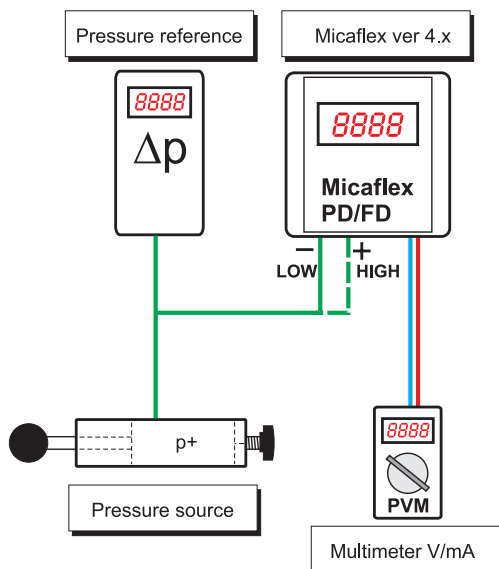 Pressure reference
Micaflex ver 4.x
8888
Δp
8888
Micaflex
PD/FD
− +
LOW HIGH
p+
8888
PVM
Pressure source
Multimeter V/mA